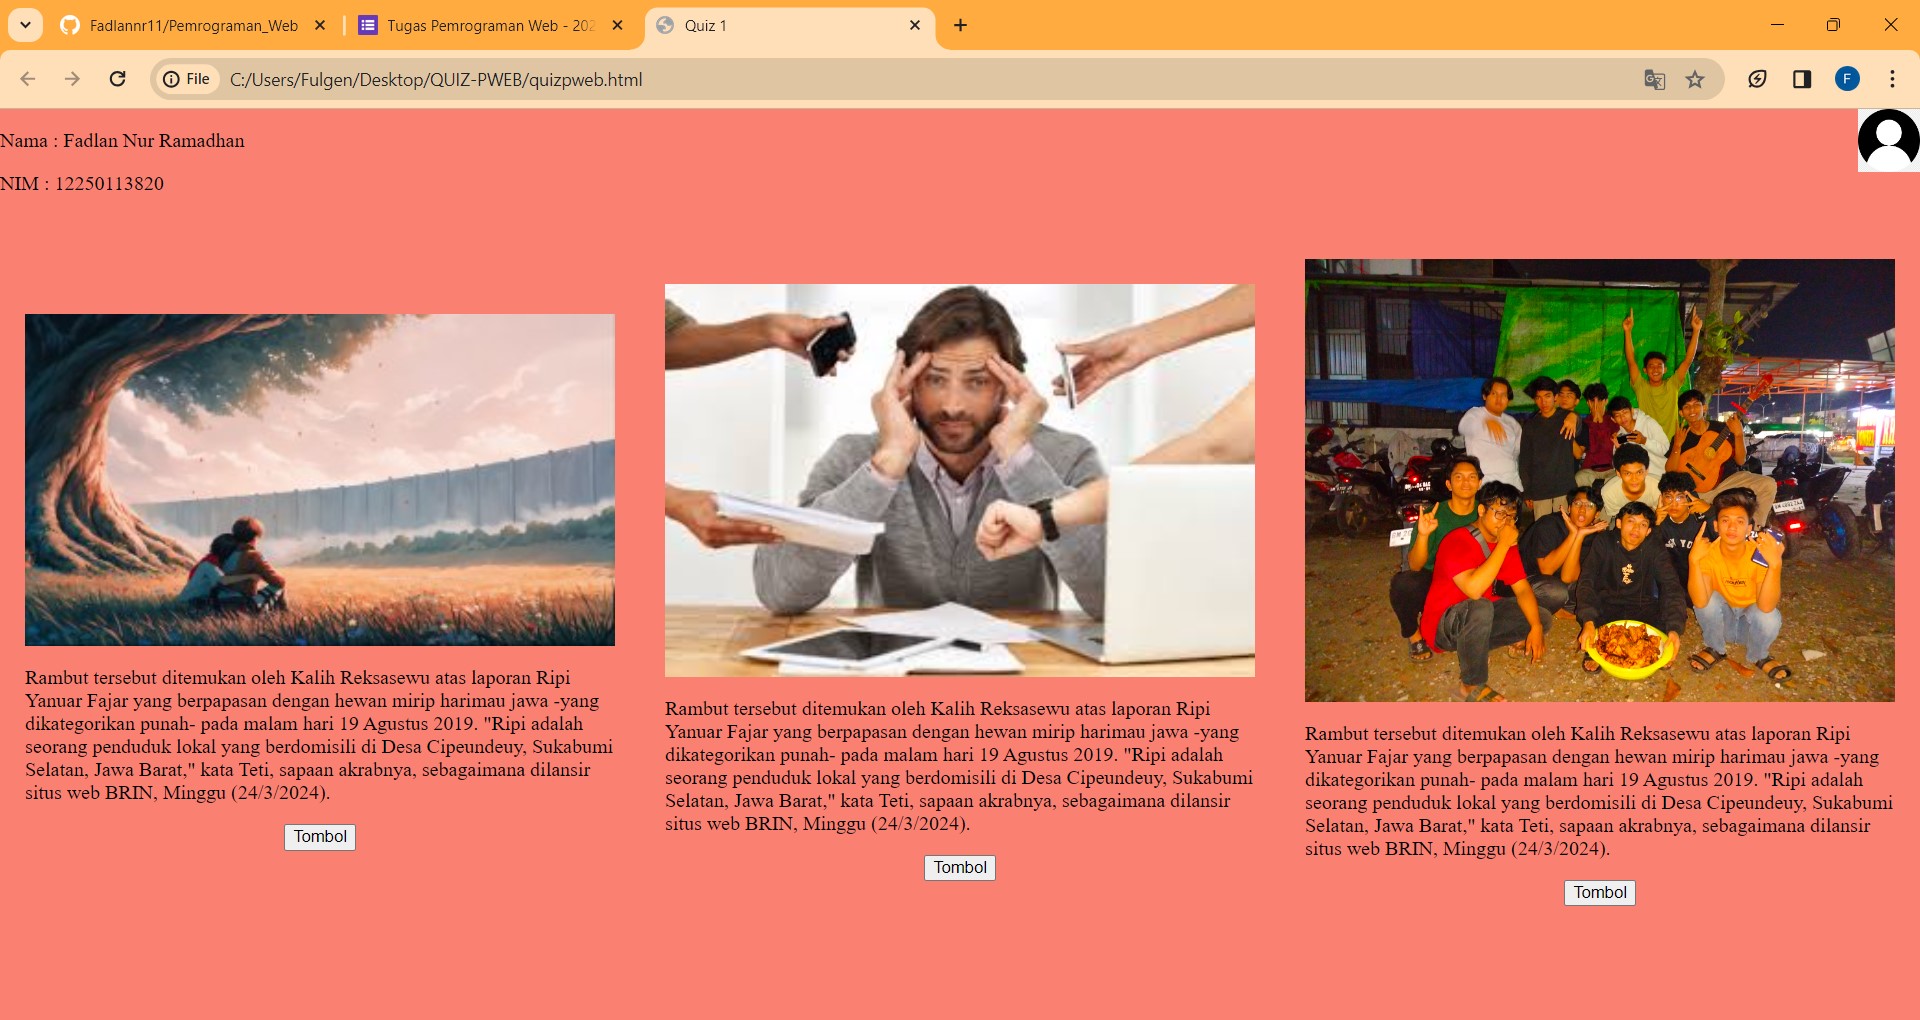 Fadlannr11/Pemrograman_Web
Tugas Pemrograman Web - 202
Quiz 1
File
C:/Users/Fulgen/Desktop/QUIZ-PWEB/quizpweb.html
F
Nama : Fadlan Nur Ramadhan
NIM : 12250113820
Rambut tersebut ditemukan oleh Kalih Reksasewu atas laporan Ripi
Yanuar Fajar yang berpapasan dengan hewan mirip harimau jawa -yang
dikategorikan punah- pada malam hari 19 Agustus 2019. "Ripi adalah
seorang penduduk lokal yang berdomisili di Desa Cipeundeuy, Sukabumi
Selatan, Jawa Barat," kata Teti, sapaan akrabnya, sebagaimana dilansir
situs web BRIN, Minggu (24/3/2024).
Tombol
Rambut tersebut ditemukan oleh Kalih Reksasewu atas laporan Ripi
Yanuar Fajar yang berpapasan dengan hewan mirip harimau jawa -yang
dikategorikan punah- pada malam hari 19 Agustus 2019. "Ripi adalah
seorang penduduk lokal yang berdomisili di Desa Cipeundeuy, Sukabumi
Selatan, Jawa Barat," kata Teti, sapaan akrabnya, sebagaimana dilansir
situs web BRIN, Minggu (24/3/2024).
Tombol
Rambut tersebut ditemukan oleh Kalih Reksasewu atas laporan Ripi
Yanuar Fajar yang berpapasan dengan hewan mirip harimau jawa -yang
dikategorikan punah- pada malam hari 19 Agustus 2019. "Ripi adalah
seorang penduduk lokal yang berdomisili di Desa Cipeundeuy, Sukabumi
Selatan, Jawa Barat," kata Teti, sapaan akrabnya, sebagaimana dilansir
situs web BRIN, Minggu (24/3/2024).
Tombol